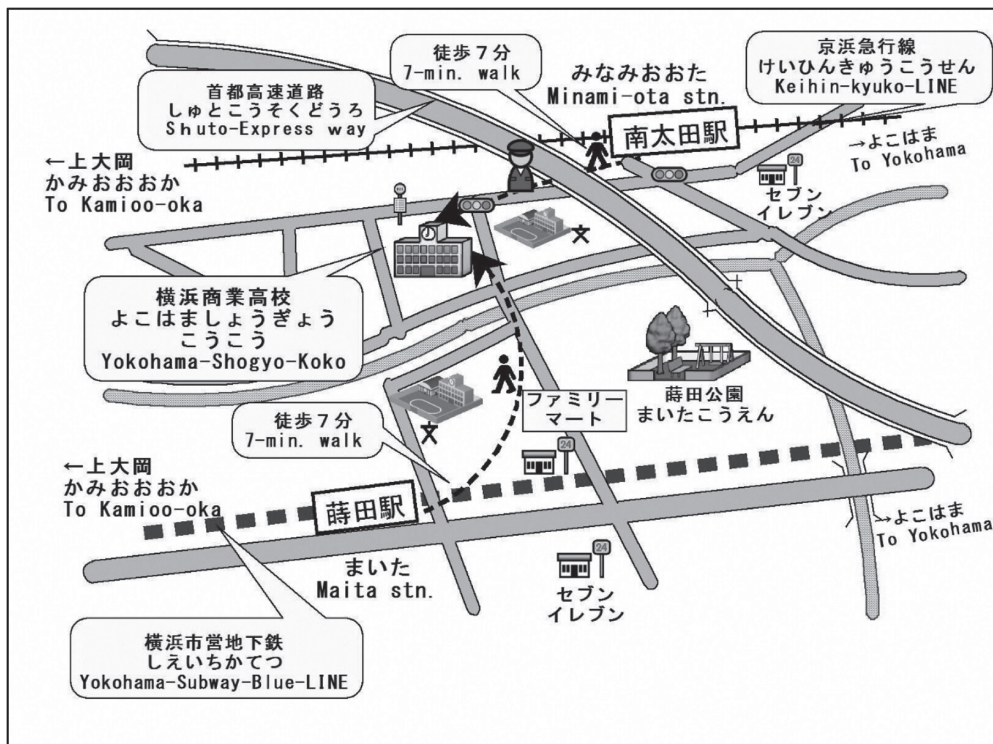 徒歩7分
7-min. walk
京浜急行線
けいひんきゅうこうせん
Keihin-kyuko-LINE
首都高速道路
しゅとこうそくどうろ
Shuto-Express way
みなみおおた
Minami-ota stn.
南太田駅
←上大岡
かみおおおか
To Kamioo-oka
→よこはま
To Yokohama
24
セブン
イレブン
文
横浜商業高校
よこはましょうぎょう
こうこう
Yokohama-Shogyo-Koko
蒔田公園
まいたこうえん
ファミリー
マート
徒歩7分
7-min. walk
文
24
←上大岡
かみおおおか
To Kamioo-oka
蒔田駅
→よこはま
To Yokohama
まいた
Maita stn.
24
セブン
イレブン
横浜市営地下鉄
しえいちかてつ
Yokohama-Subway-Blue-LINE